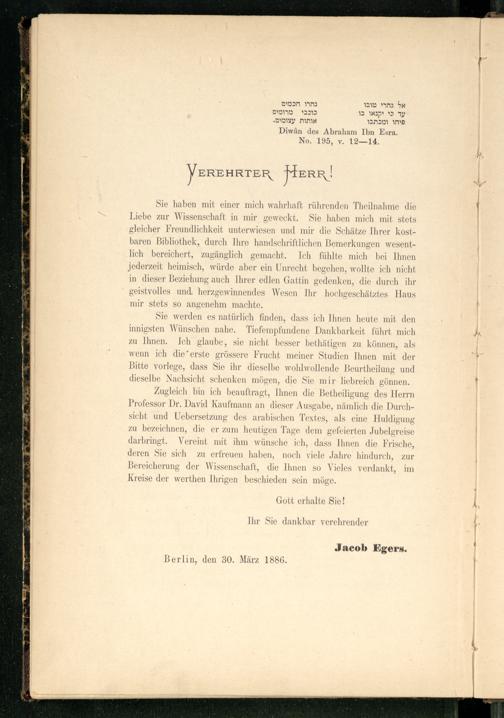 אל נחרי טובו נהרו חכמים
עד כי יקנאו בו כוכבי מרומים
פיהו ומכתבו אותות עצומים.
Diwân des Abraham Ibn Esra.
No. 195, v. 12—14.
VEREHRTER HERR!
Sie haben mit einer mich wahrhaft rührenden Theilnahme die
Liebe zur Wissenschaft in mir geweckt. Sie haben mich mit stets
gleicher Freundlichkeit unterwiesen und mir die Schätze Ihrer kost-
baren Bibliothek, durch Ihre handschriftlichen Bemerkungen wesent-
lich bereichert, zugänglich gemacht. Ich fühlte mich bei Ihnen
jederzeit heimisch, würde aber ein Unrecht begehen, wollte ich nicht
in dieser Beziehung auch Ihrer edlen Gattin gedenken, die durch ihr
geistvolles und herzgewinnendes Wesen Ihr hochgeschätztes Haus
mir stets so angenehm machte.
Sie werden es natürlich finden, dass ich Ihnen heute mit den
innigsten Wünschen nahe. Tiefempfundene Dankbarkeit führt mich
zu Ihnen. Ich glaube, sie nicht besser bethätigen zu können, als
wenn ich die erste grössere Frucht meiner Studien Ihnen mit der
Bitte vorlege, dass Sie ihr dieselbe wohlwollende Beurtheilung und
dieselbe Nachsicht schenken mögen, die Sie mir liebreich gönnen.
Zugleich bin ich beauftragt, Ihnen die Betheiligung des Herrn
Professor Dr. David Kaufmann an dieser Ausgabe, nämlich die Durch-
sicht und Uebersetzung des arabischen Textes, als eine Huldigung
zu bezeichnen, die er zum heutigen Tage dem gefeierten Jubelgreise
darbringt. Vereint mit ihm wünsche ich, dass Ihnen die Frische,
deren Sie sich zu erfreuen haben, noch viele Jahre hindurch, zur
Bereicherung der Wissenschaft, die Ihnen so Vieles verdankt, im
Kreise der werthen Ihrigen beschieden sein möge.
Gott erhalte Sie!
Ihr Sie dankbar verehrender
Jacob Egers.
Berlin, den 30. März 1886.